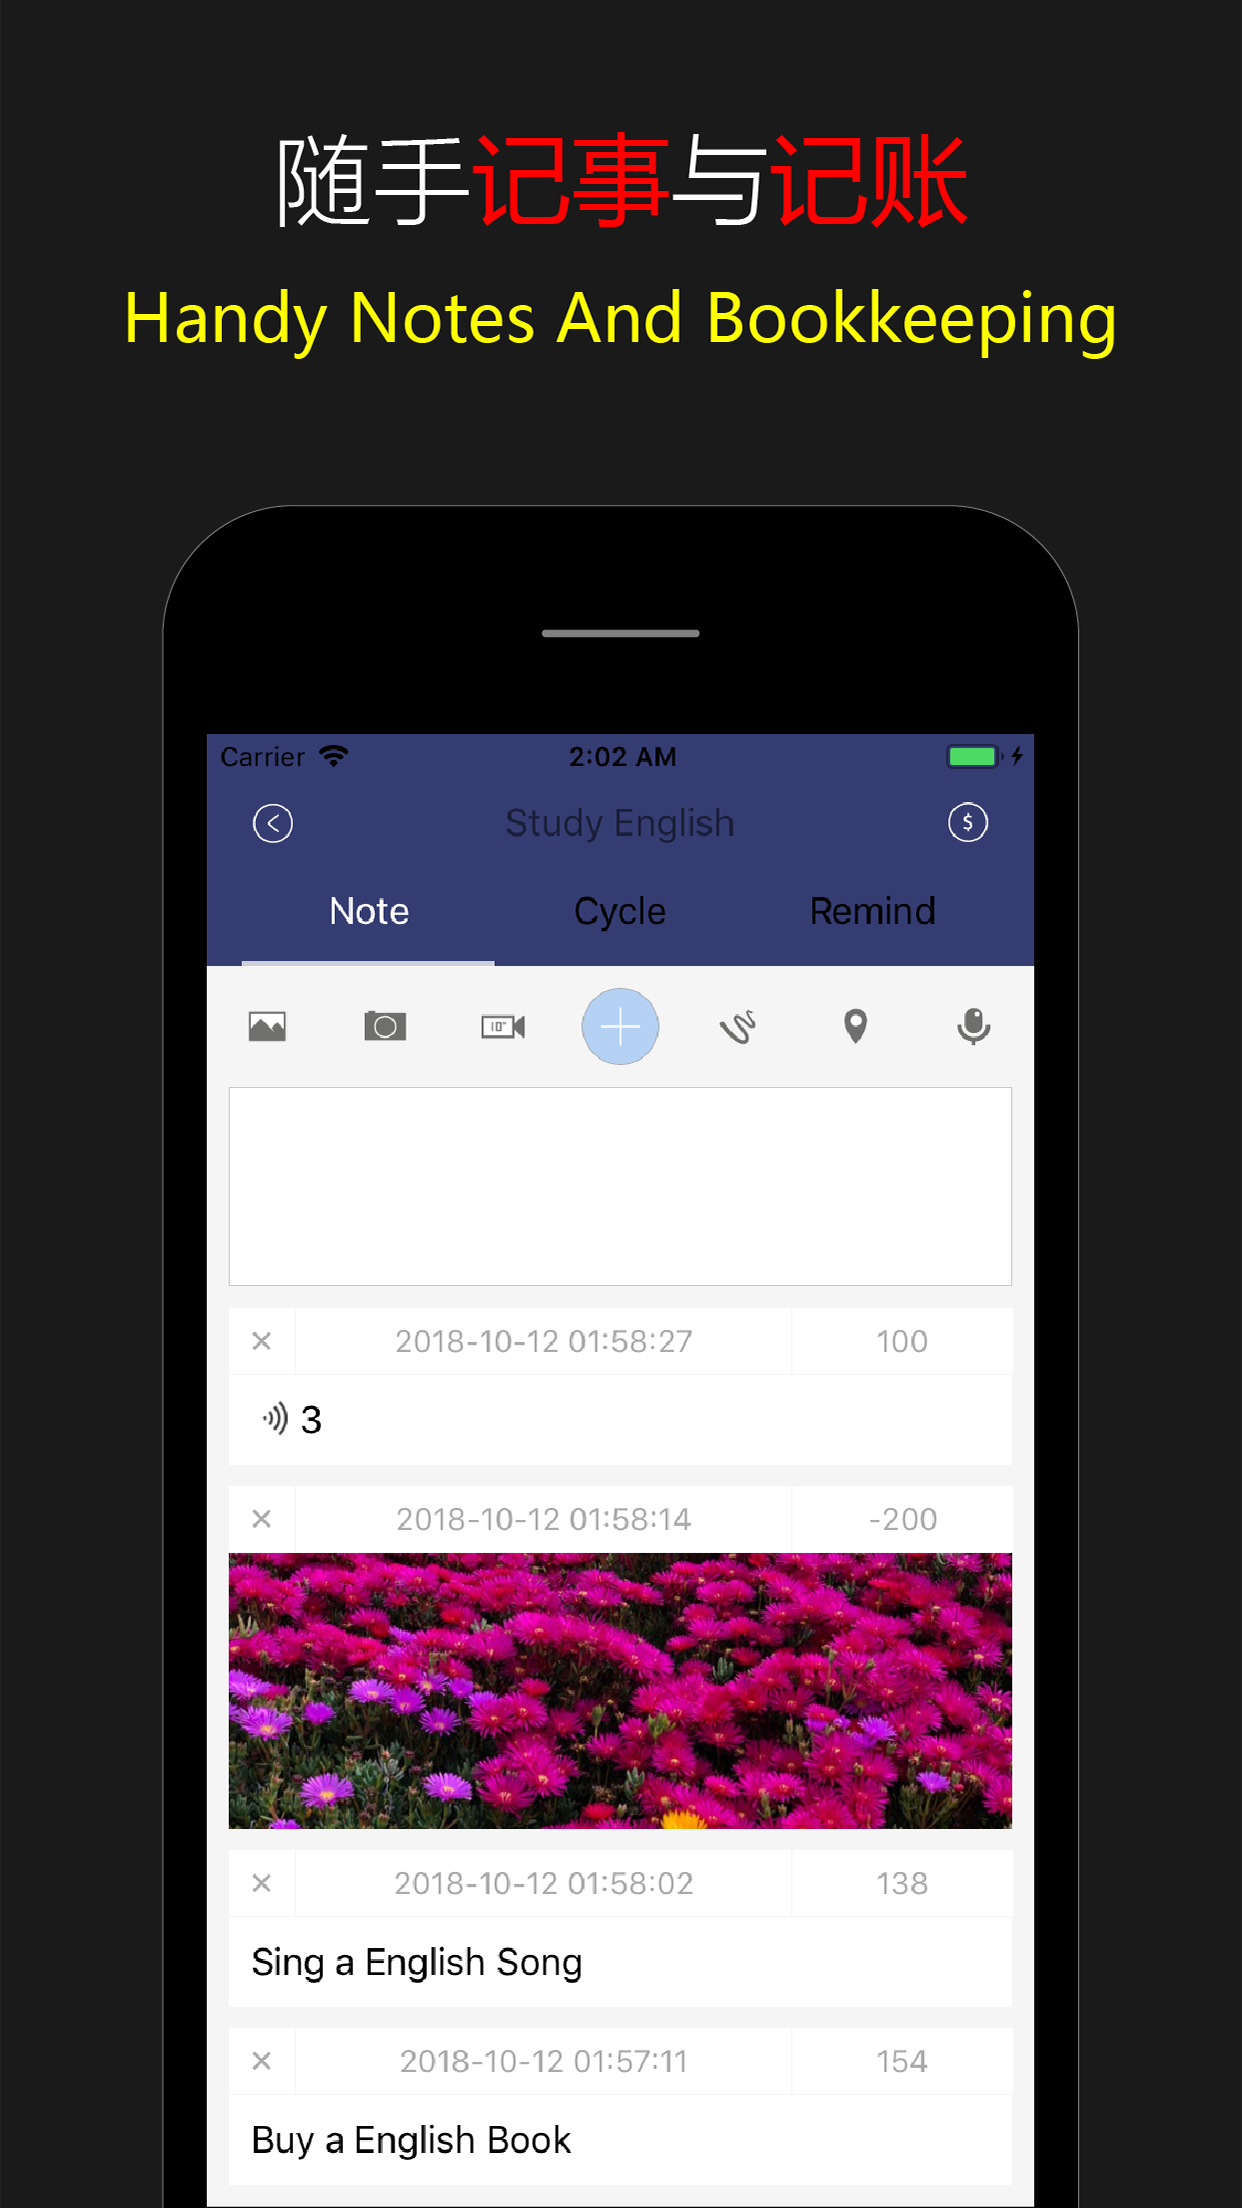 随手记事与记账
Handy Notes And Bookkeeping
Carrier 2:02 AM
Study English $
Note Cycle Remind
10"
2018-10-12 01:58:27 100
3
2018-10-12 01:58:14 -200
2018-10-12 01:58:02 138
Sing a English Song
2018-10-12 01:57:11 154
Buy a English Book